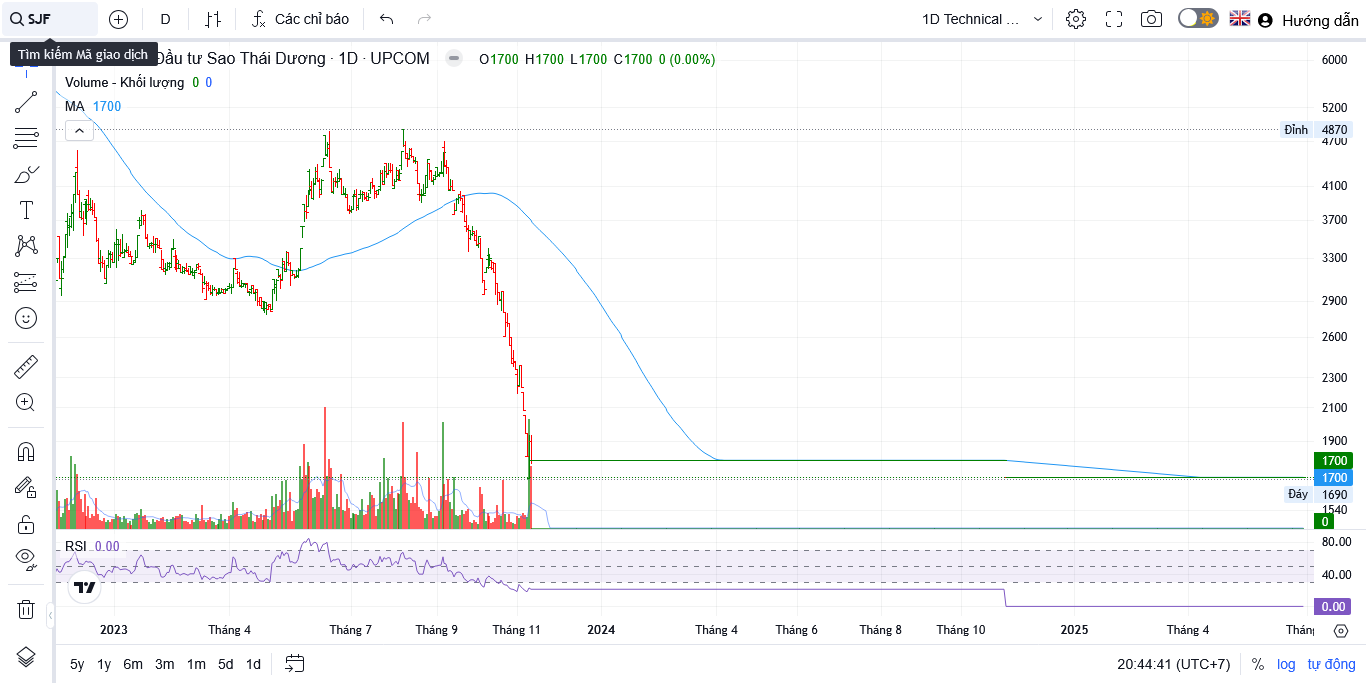 SJF D Các chỉ báo 1D Technical ... Hướng dẫn
Tìm kiếm Mã giao dịch Đầu tư Sao Thái Dương · 1D · UPCOM O1700 H1700 L1700 C1700 0 (0.00%)
Volume - Khối lượng 0 0
MA 1700
6000
5200
Đỉnh 4870
4700
4100
3700
3300
2900
2600
2300
2100
1900
1700
1700
Đáy 1690
1540
0
RSI 0.00
80.00
40.00
0.00
2023 Tháng 4 Tháng 7 Tháng 9 Tháng 11 2024 Tháng 4 Tháng 6 Tháng 8 Tháng 10 2025 Tháng 4 Thán
5y 1y 6m 3m 1m 5d 1d 20:44:41 (UTC+7) % log tự động